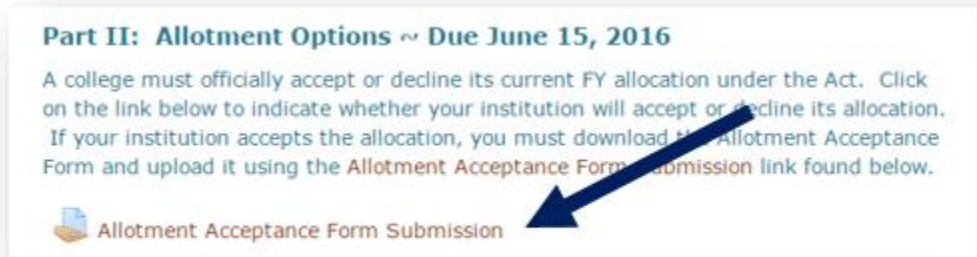 Part II: Allotment Options ~ Due June 15, 2016
A college must officially accept or decline its current FY allocation under the Act. Click
on the link below to indicate whether your institution will accept or decline its allocation.
If your institution accepts the allocation, you must download the Allotment Acceptance
Form and upload it using the Allotment Acceptance Form Submission link found below.
Allotment Acceptance Form Submission